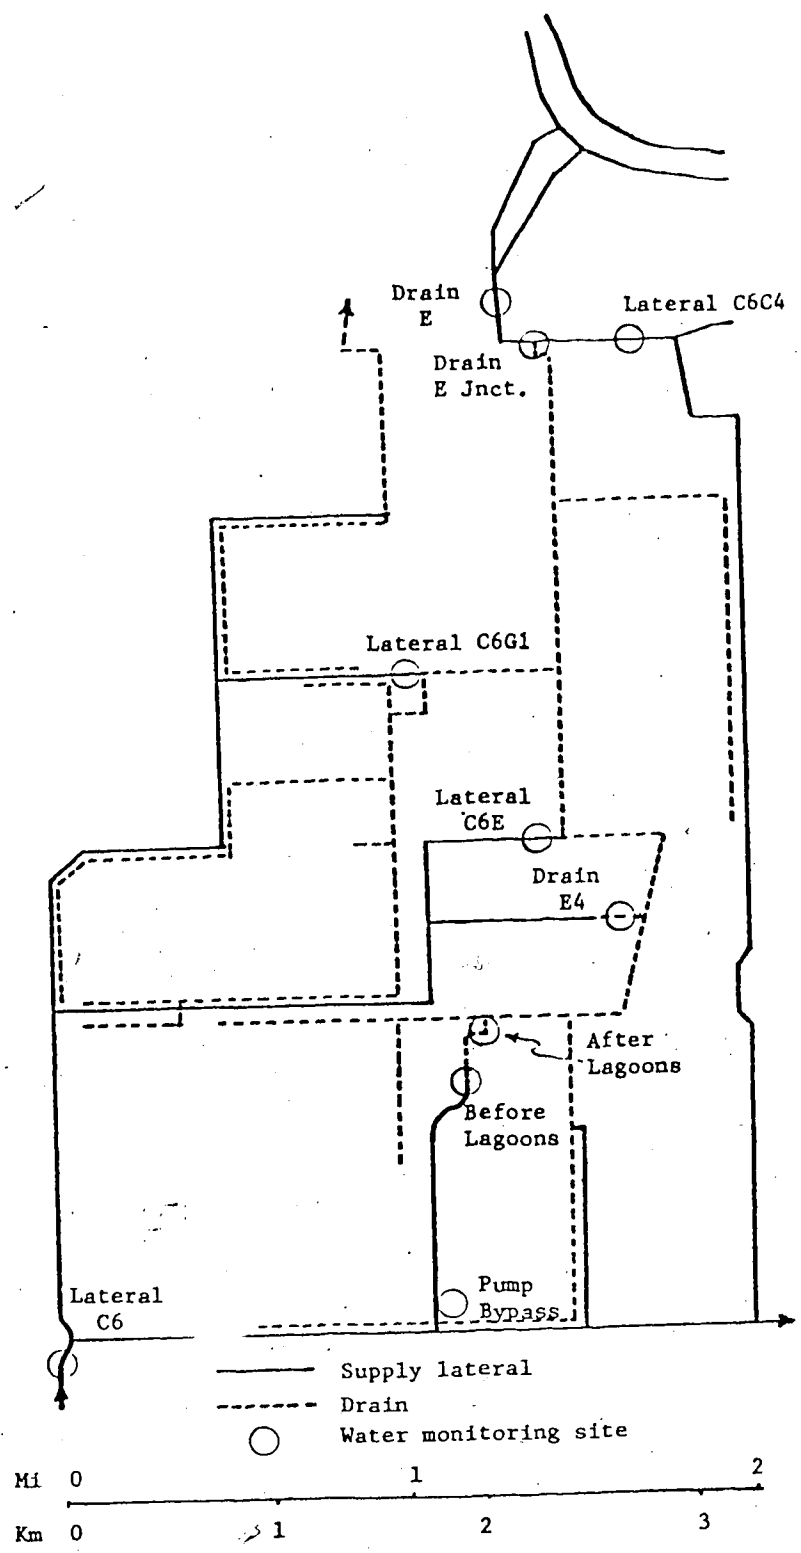 Drain
E
Lateral C6C4
Drain
E Jnct.
Lateral C6G1
Lateral
C6E
Drain
E4
After
Lagoons
Before
Lagoons
Pump
Bypass
Lateral
C6
Supply lateral
Drain
Water monitoring site
Mi 0 1 2
Km 0 1 2 3